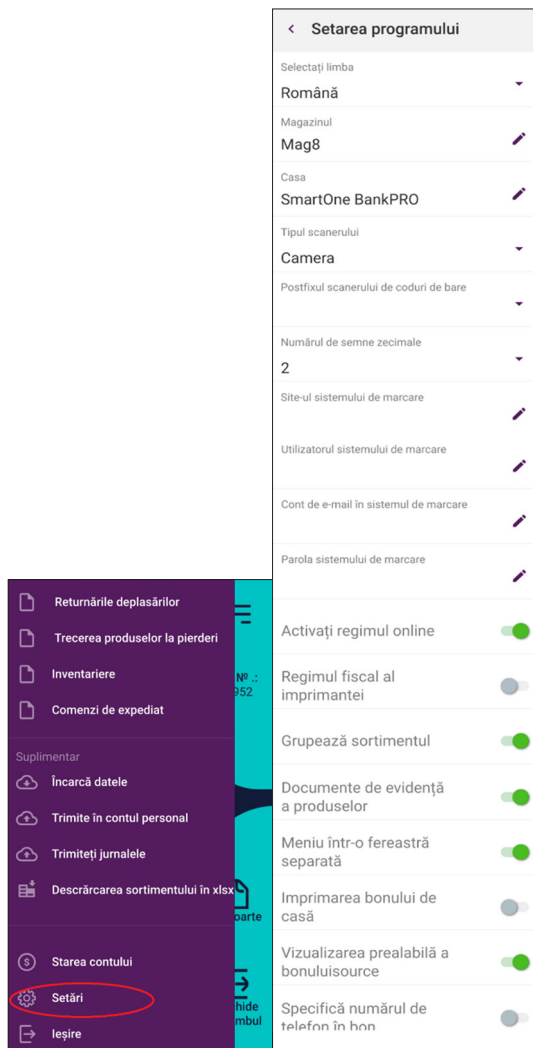 Setarea programului
Selectați limba
Română
Magazinul
Mag8
Casa
SmartOne BankPRO
Tipul scanerului
Camera
Postfixul scanerului de coduri de bare
Numărul de semne zecimale
2
Site-ul sistemului de marcare
Utilizatorul sistemului de marcare
Cont de e-mail în sistemul de marcare
Parola sistemului de marcare
Activați regimul online
Regimul fiscal al
imprimantei
Grupează sortimentul
Documente de evidență
a produselor
Meniu într-o fereastră
separată
Imprimarea bonului de
casă
Vizualizarea prealabilă a
bonuluisource
Specifică numărul de
telefon în bon
Returnările deplasărilor
Trecerea produselor la pierderi
Inventariere
Comenzi de expediat
Suplimentar
Încarcă datele
Trimite în contul personal
Trimiteți jurnalele
Descrărcarea sortimentului în xlsx
Starea contului
Setări
Ieșire
Nº .:
952
oarte
hide
mbul